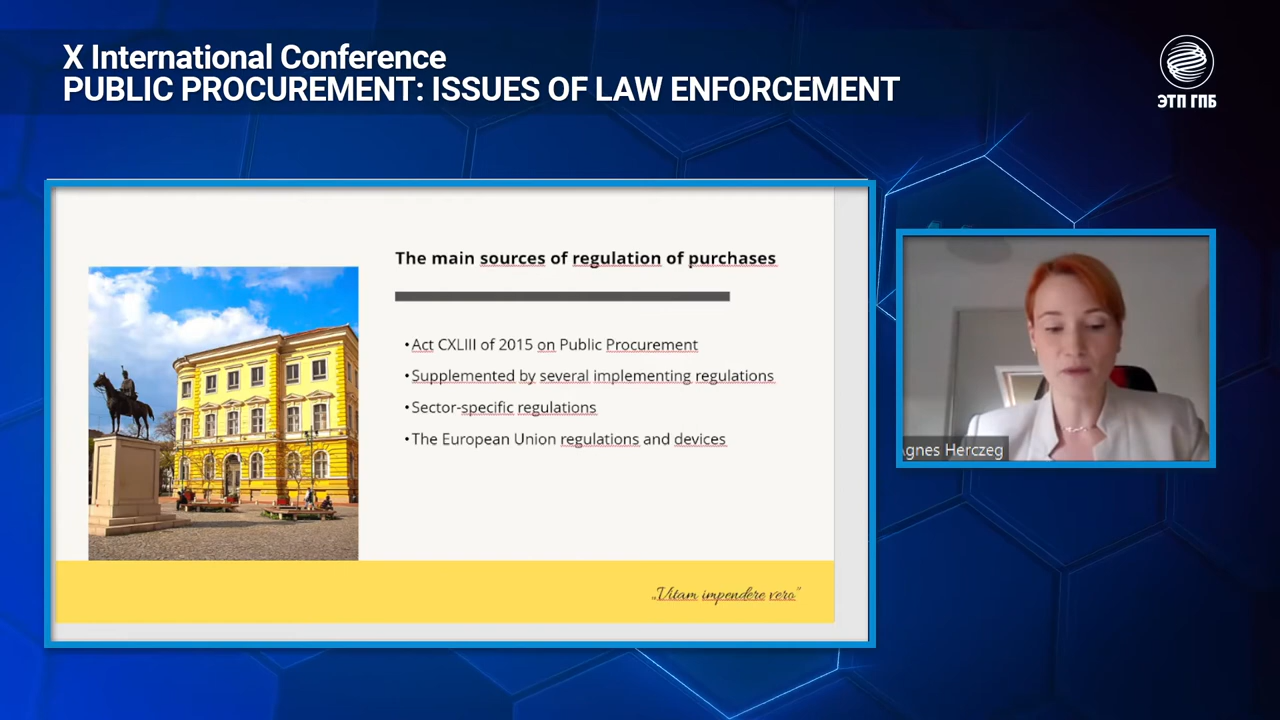 X International Conference
PUBLIC PROCUREMENT: ISSUES OF LAW ENFORCEMENT
ЭТП ГПБ
The main sources of regulation of purchases
•Act CXLIII of 2015 on Public Procurement
•Supplemented by several implementing regulations
•Sector-specific regulations
•The European Union regulations and devices
„Vitam impendere vero”
Agnes Herczeg